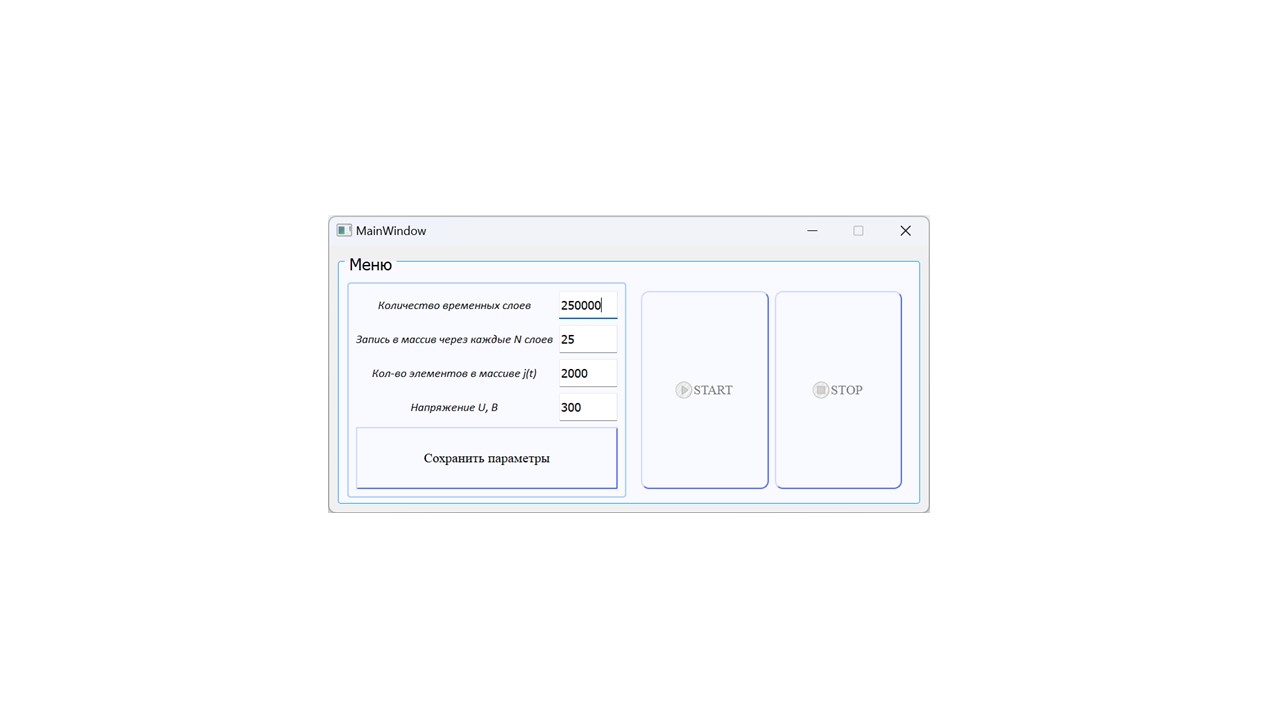 MainWindow
Меню
Количество временных слоев 250000
Запись в массив через каждые N слоев 25
Кол-во элементов в массиве j(t) 2000
Напряжение U, В 300
Сохранить параметры
START
STOP